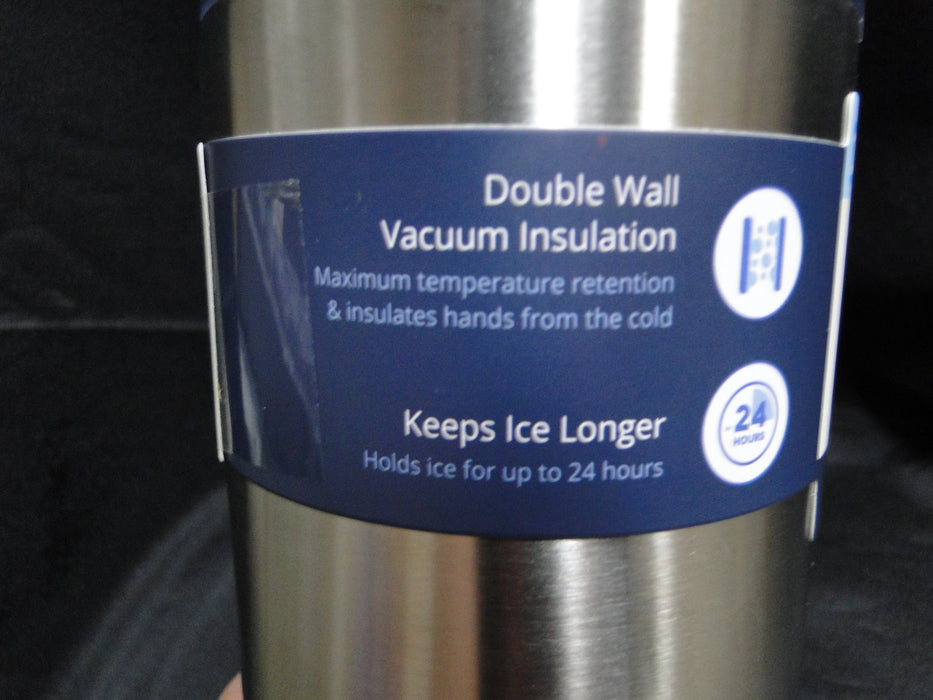 Double Wall
Vacuum Insulation
Maximum temperature retention
& insulates hands from the cold
Keeps Ice Longer
Holds ice for up to 24 hours
24
HOURS